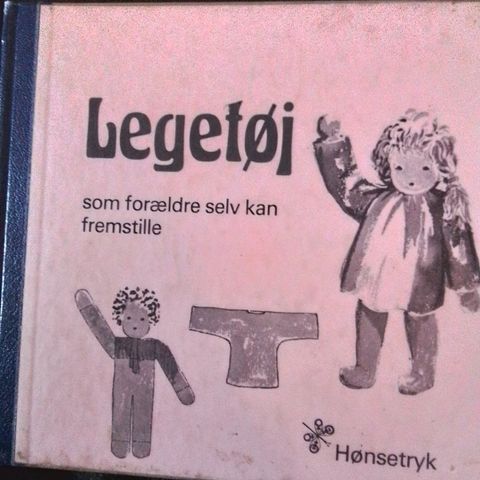 Legetøj
som forældre selv kan
fremstille
Hønsetryk